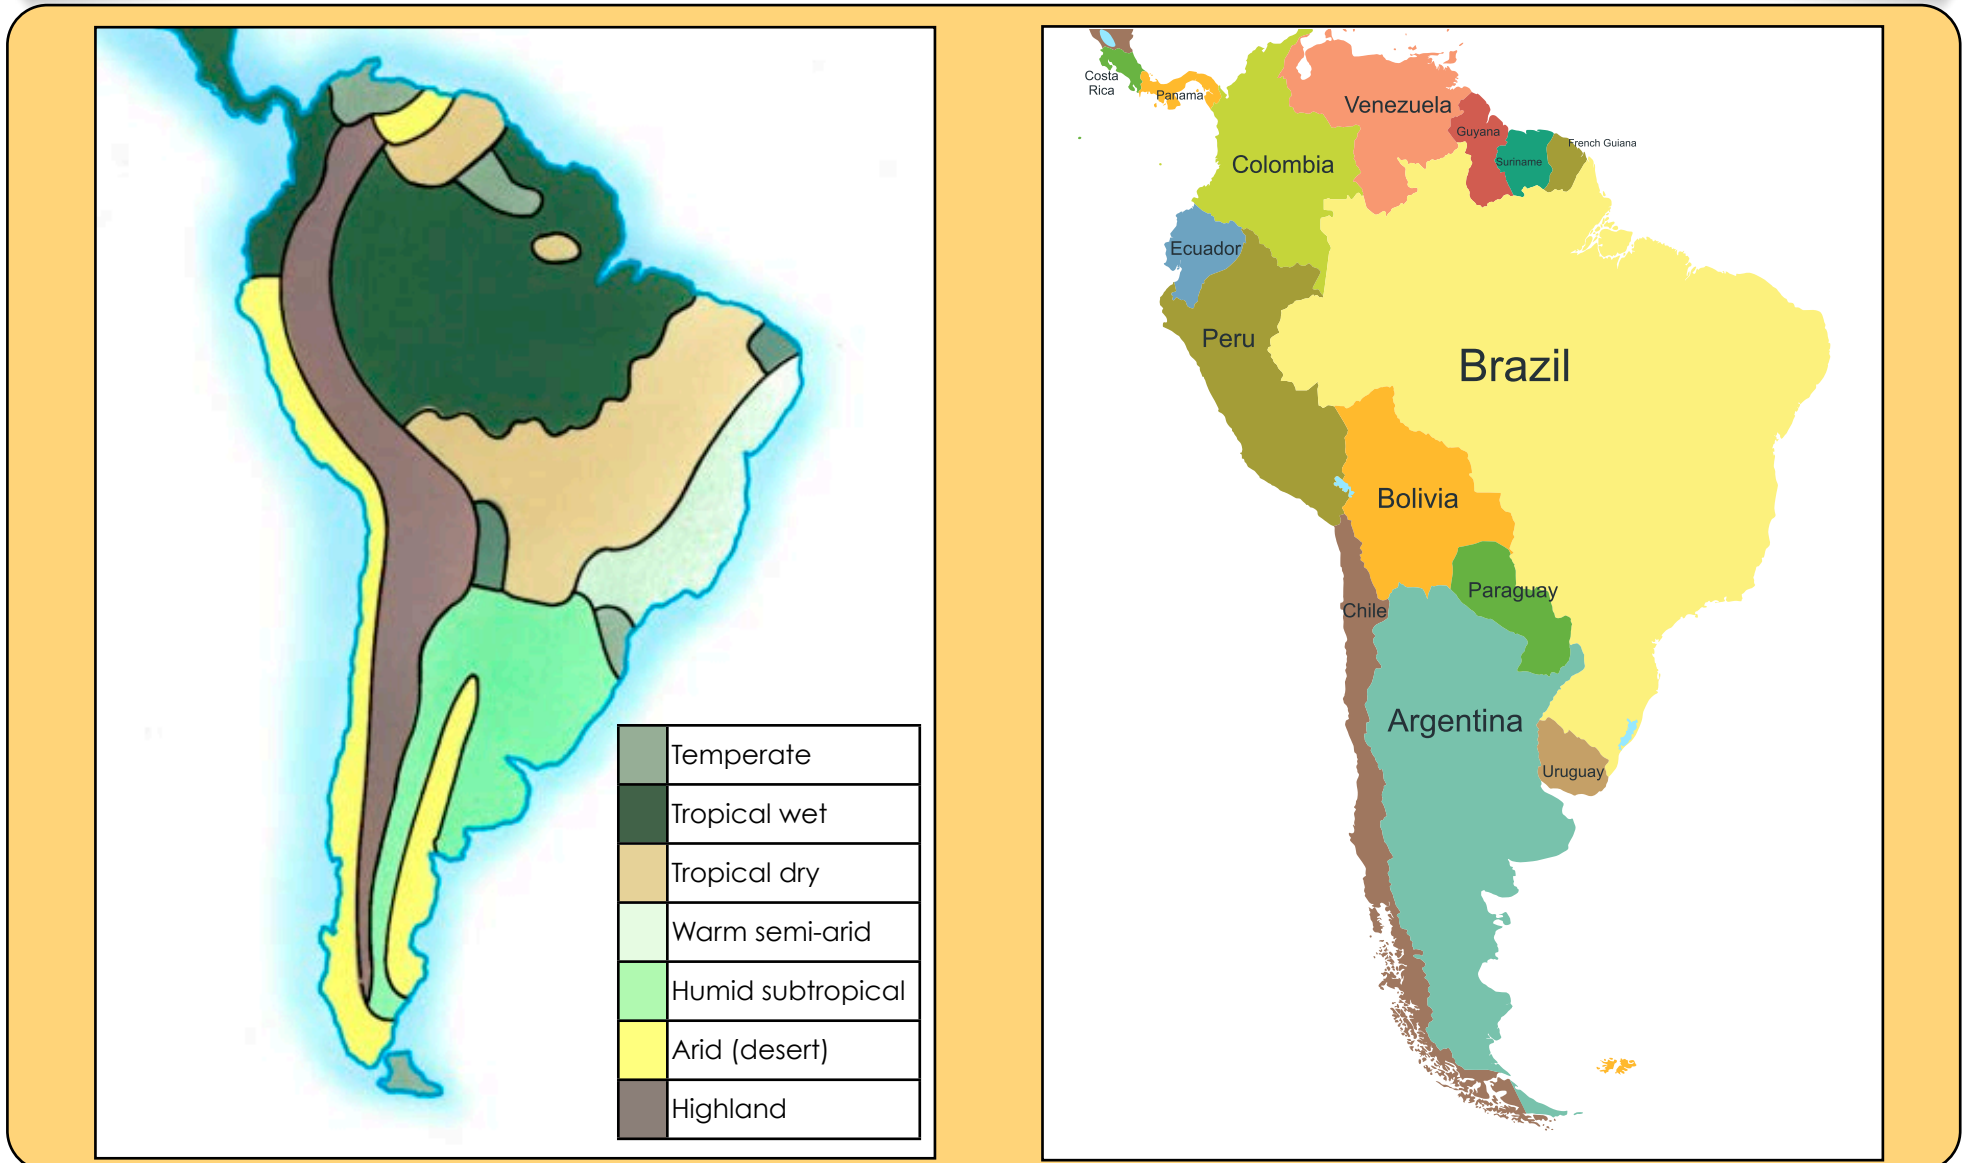 Temperate
Tropical wet
Tropical dry
Warm semi-arid
Humid subtropical
Arid (desert)
Highland
Costa
Rica
Panama
Venezuela
Guyana
Suriname
French Guiana
Colombia
Ecuador
Peru
Brazil
Bolivia
Paraguay
Chile
Argentina
Uruguay